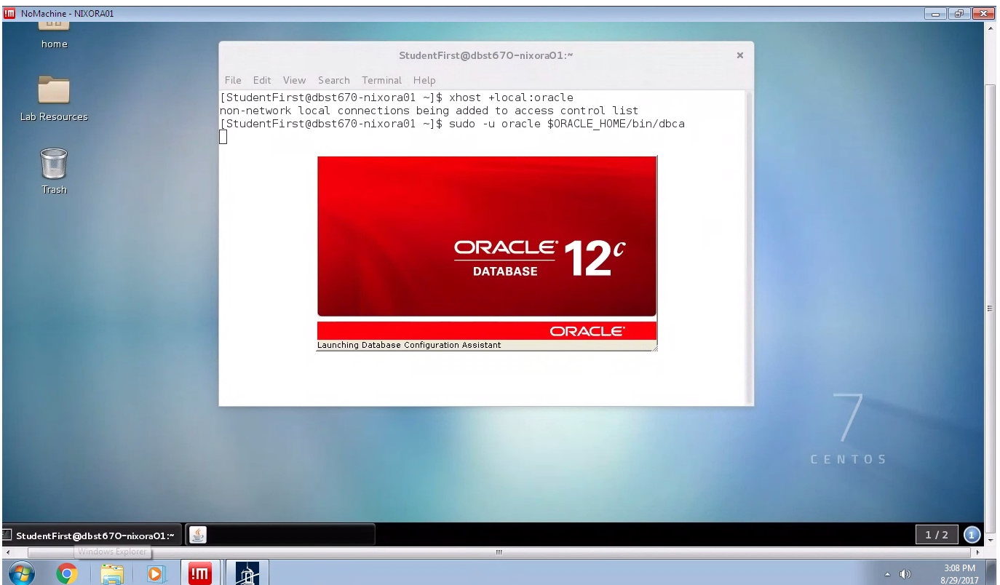 NoMachine - NIXORA01
home
Lab Resources
Trash
StudentFirst@dbst670-nixora01:~
File Edit View Search Terminal Help
[StudentFirst@dbst670-nixora01 ~]$ xhost +local:oracle
non-network local connections being added to access control list
[StudentFirst@dbst670-nixora01 ~]$ sudo -u oracle $ORACLE_HOME/bin/dbca
ORACLE®
DATABASE
12c
ORACLE®
Launching Database Configuration Assistant
7
CENTOS
StudentFirst@dbst670-nixora01:~
1 / 2
1
Windows Explorer
!M
3:08 PM
8/29/2017